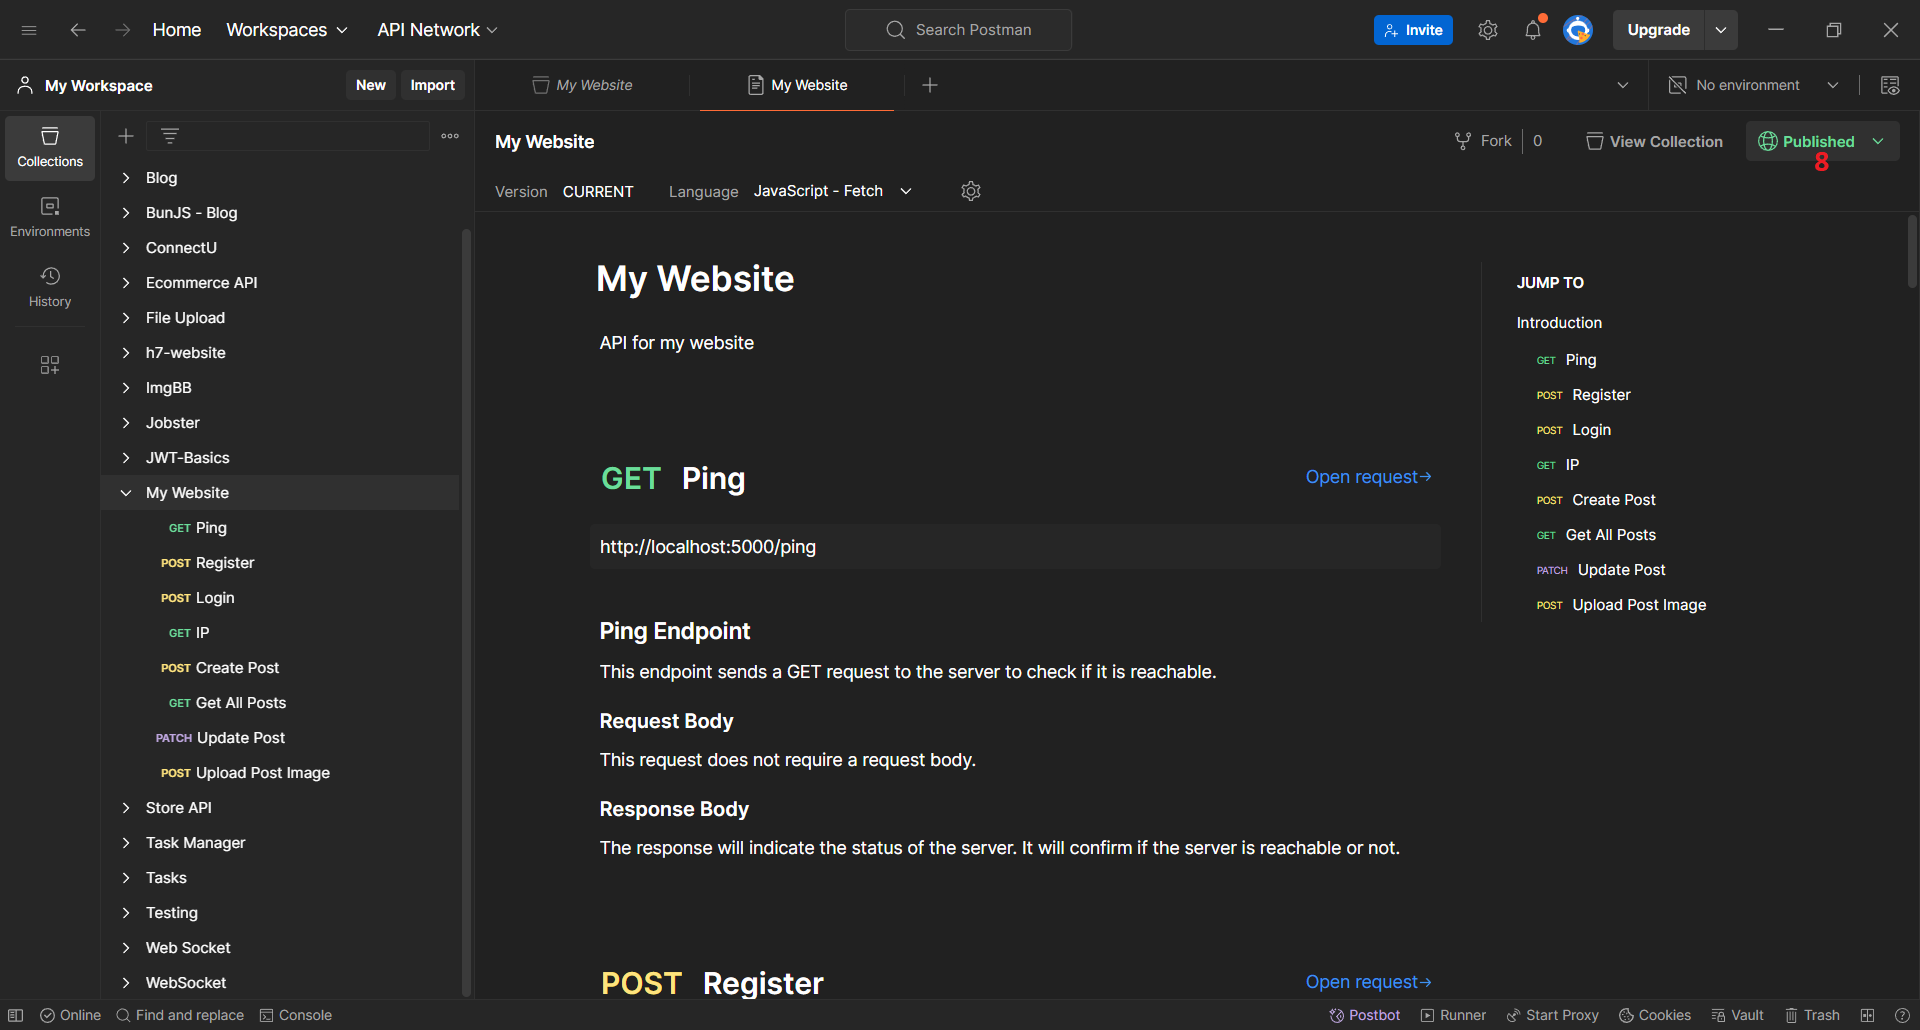 Home Workspaces API Network Search Postman Invite Upgrade
My Workspace New Import My Website My Website No environment
My Website Fork 0 View Collection Published
8
Version CURRENT Language JavaScript - Fetch
Collections
Environments
History
Blog
BunJS - Blog
ConnectU
Ecommerce API
File Upload
h7-website
ImgBB
Jobster
JWT-Basics
My Website
GET Ping
POST Register
POST Login
GET IP
POST Create Post
GET Get All Posts
PATCH Update Post
POST Upload Post Image
Store API
Task Manager
Tasks
Testing
Web Socket
WebSocket
My Website
API for my website
GET Ping Open request→
http://localhost:5000/ping
Ping Endpoint
This endpoint sends a GET request to the server to check if it is reachable.
Request Body
This request does not require a request body.
Response Body
The response will indicate the status of the server. It will confirm if the server is reachable or not.
POST Register Open request→
JUMP TO
Introduction
GET Ping
POST Register
POST Login
GET IP
POST Create Post
GET Get All Posts
PATCH Update Post
POST Upload Post Image
Online Find and replace Console Postbot Runner Start Proxy Cookies Vault Trash